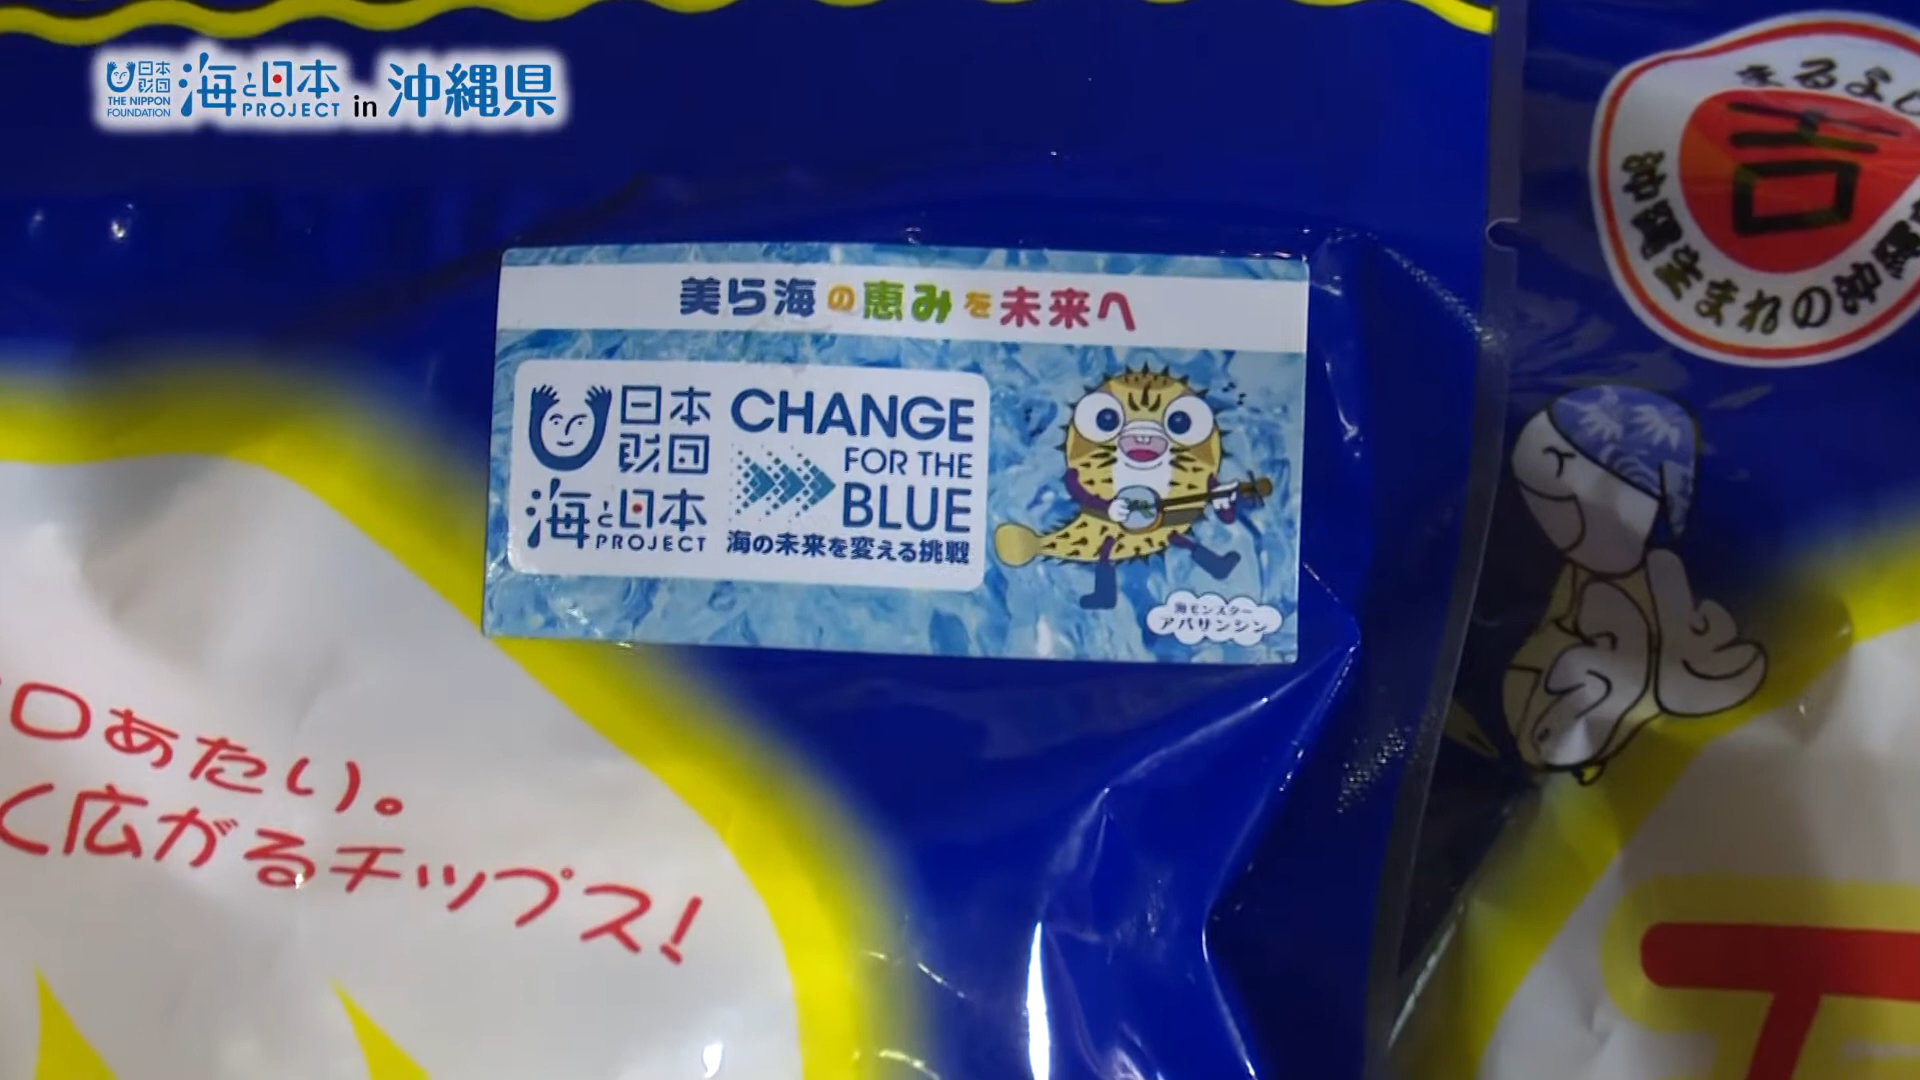 日本
財団
THE NIPPON
FOUNDATION
海と日本
PROJECT
in 沖縄県
まるよし
吉
沖縄生まれの沖縄
美ら海の恵みを未来へ
日本
財団
海と日本
PROJECT
CHANGE
FOR THE
BLUE
海の未来を変える挑戦
海モンスター
アバサンシン
口あたい。
く広がるチップス!